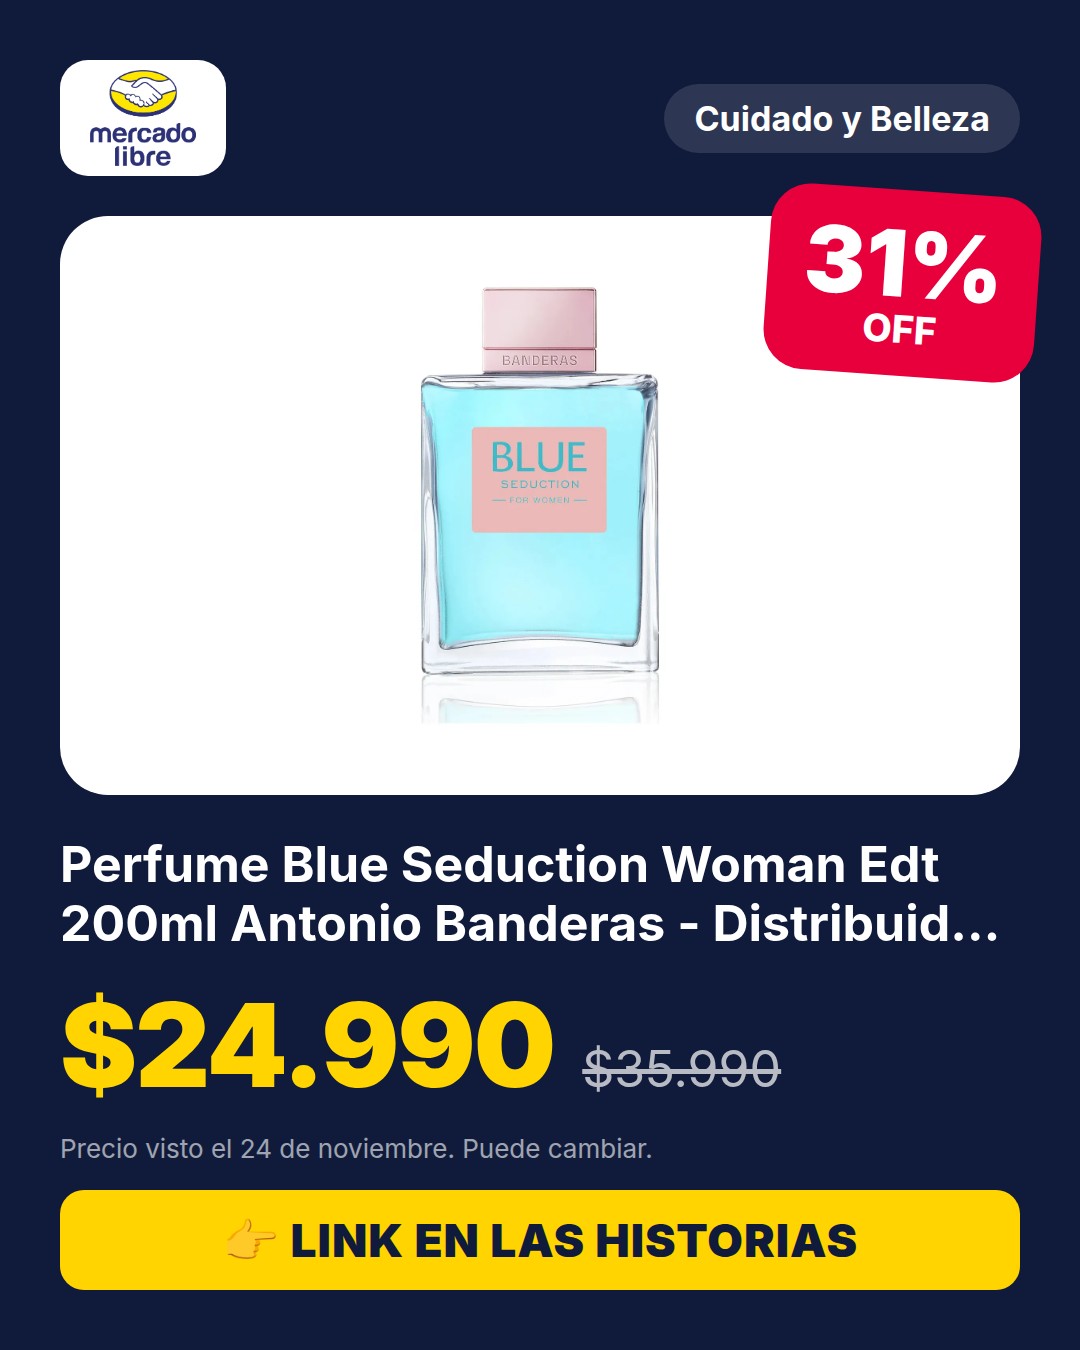 mercado
libre
Cuidado y Belleza
31%
OFF
BANDERAS
BLUE
SEDUCTION
FOR WOMEN
Perfume Blue Seduction Woman Edt
200ml Antonio Banderas - Distribuid...
$24.990 $35.990
Precio visto el 24 de noviembre. Puede cambiar.
👉 LINK EN LAS HISTORIAS